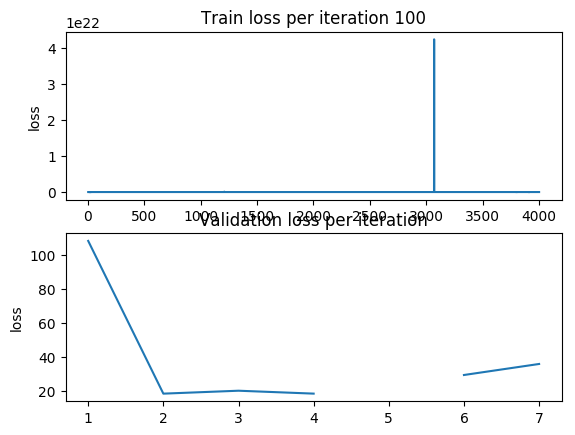 Train loss per iteration 100
1e22
4
3
2
1
0
loss
0 500 1000 1500 2000 2500 3000 3500 4000
Validation loss per iteration
100
80
60
40
20
loss
1 2 3 4 5 6 7